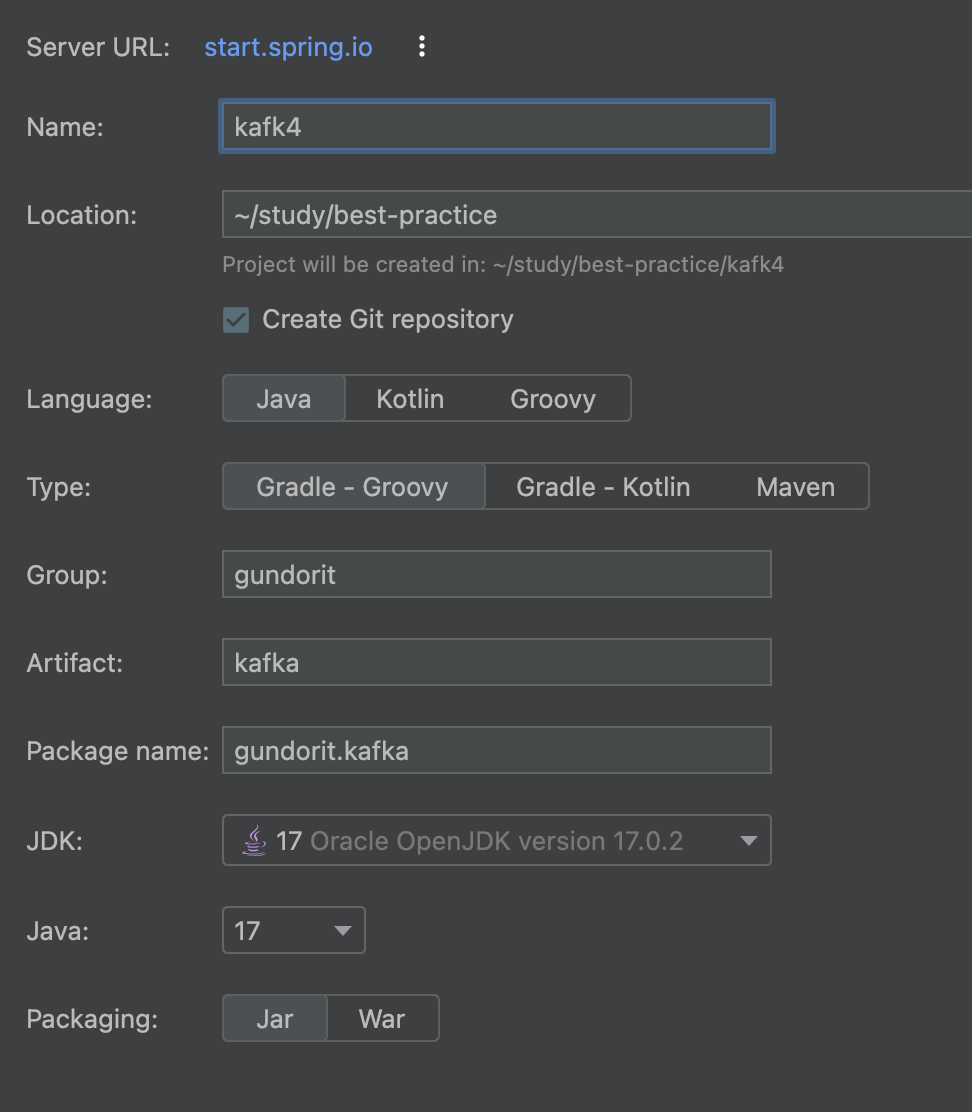 Server URL: start.spring.io
Name: kafk4
Location: ~/study/best-practice
Project will be created in: ~/study/best-practice/kafk4
Create Git repository
Language: Java Kotlin Groovy
Type: Gradle - Groovy Gradle - Kotlin Maven
Group: gundorit
Artifact: kafka
Package name: gundorit.kafka
JDK: 17 Oracle OpenJDK version 17.0.2
Java: 17
Packaging: Jar War